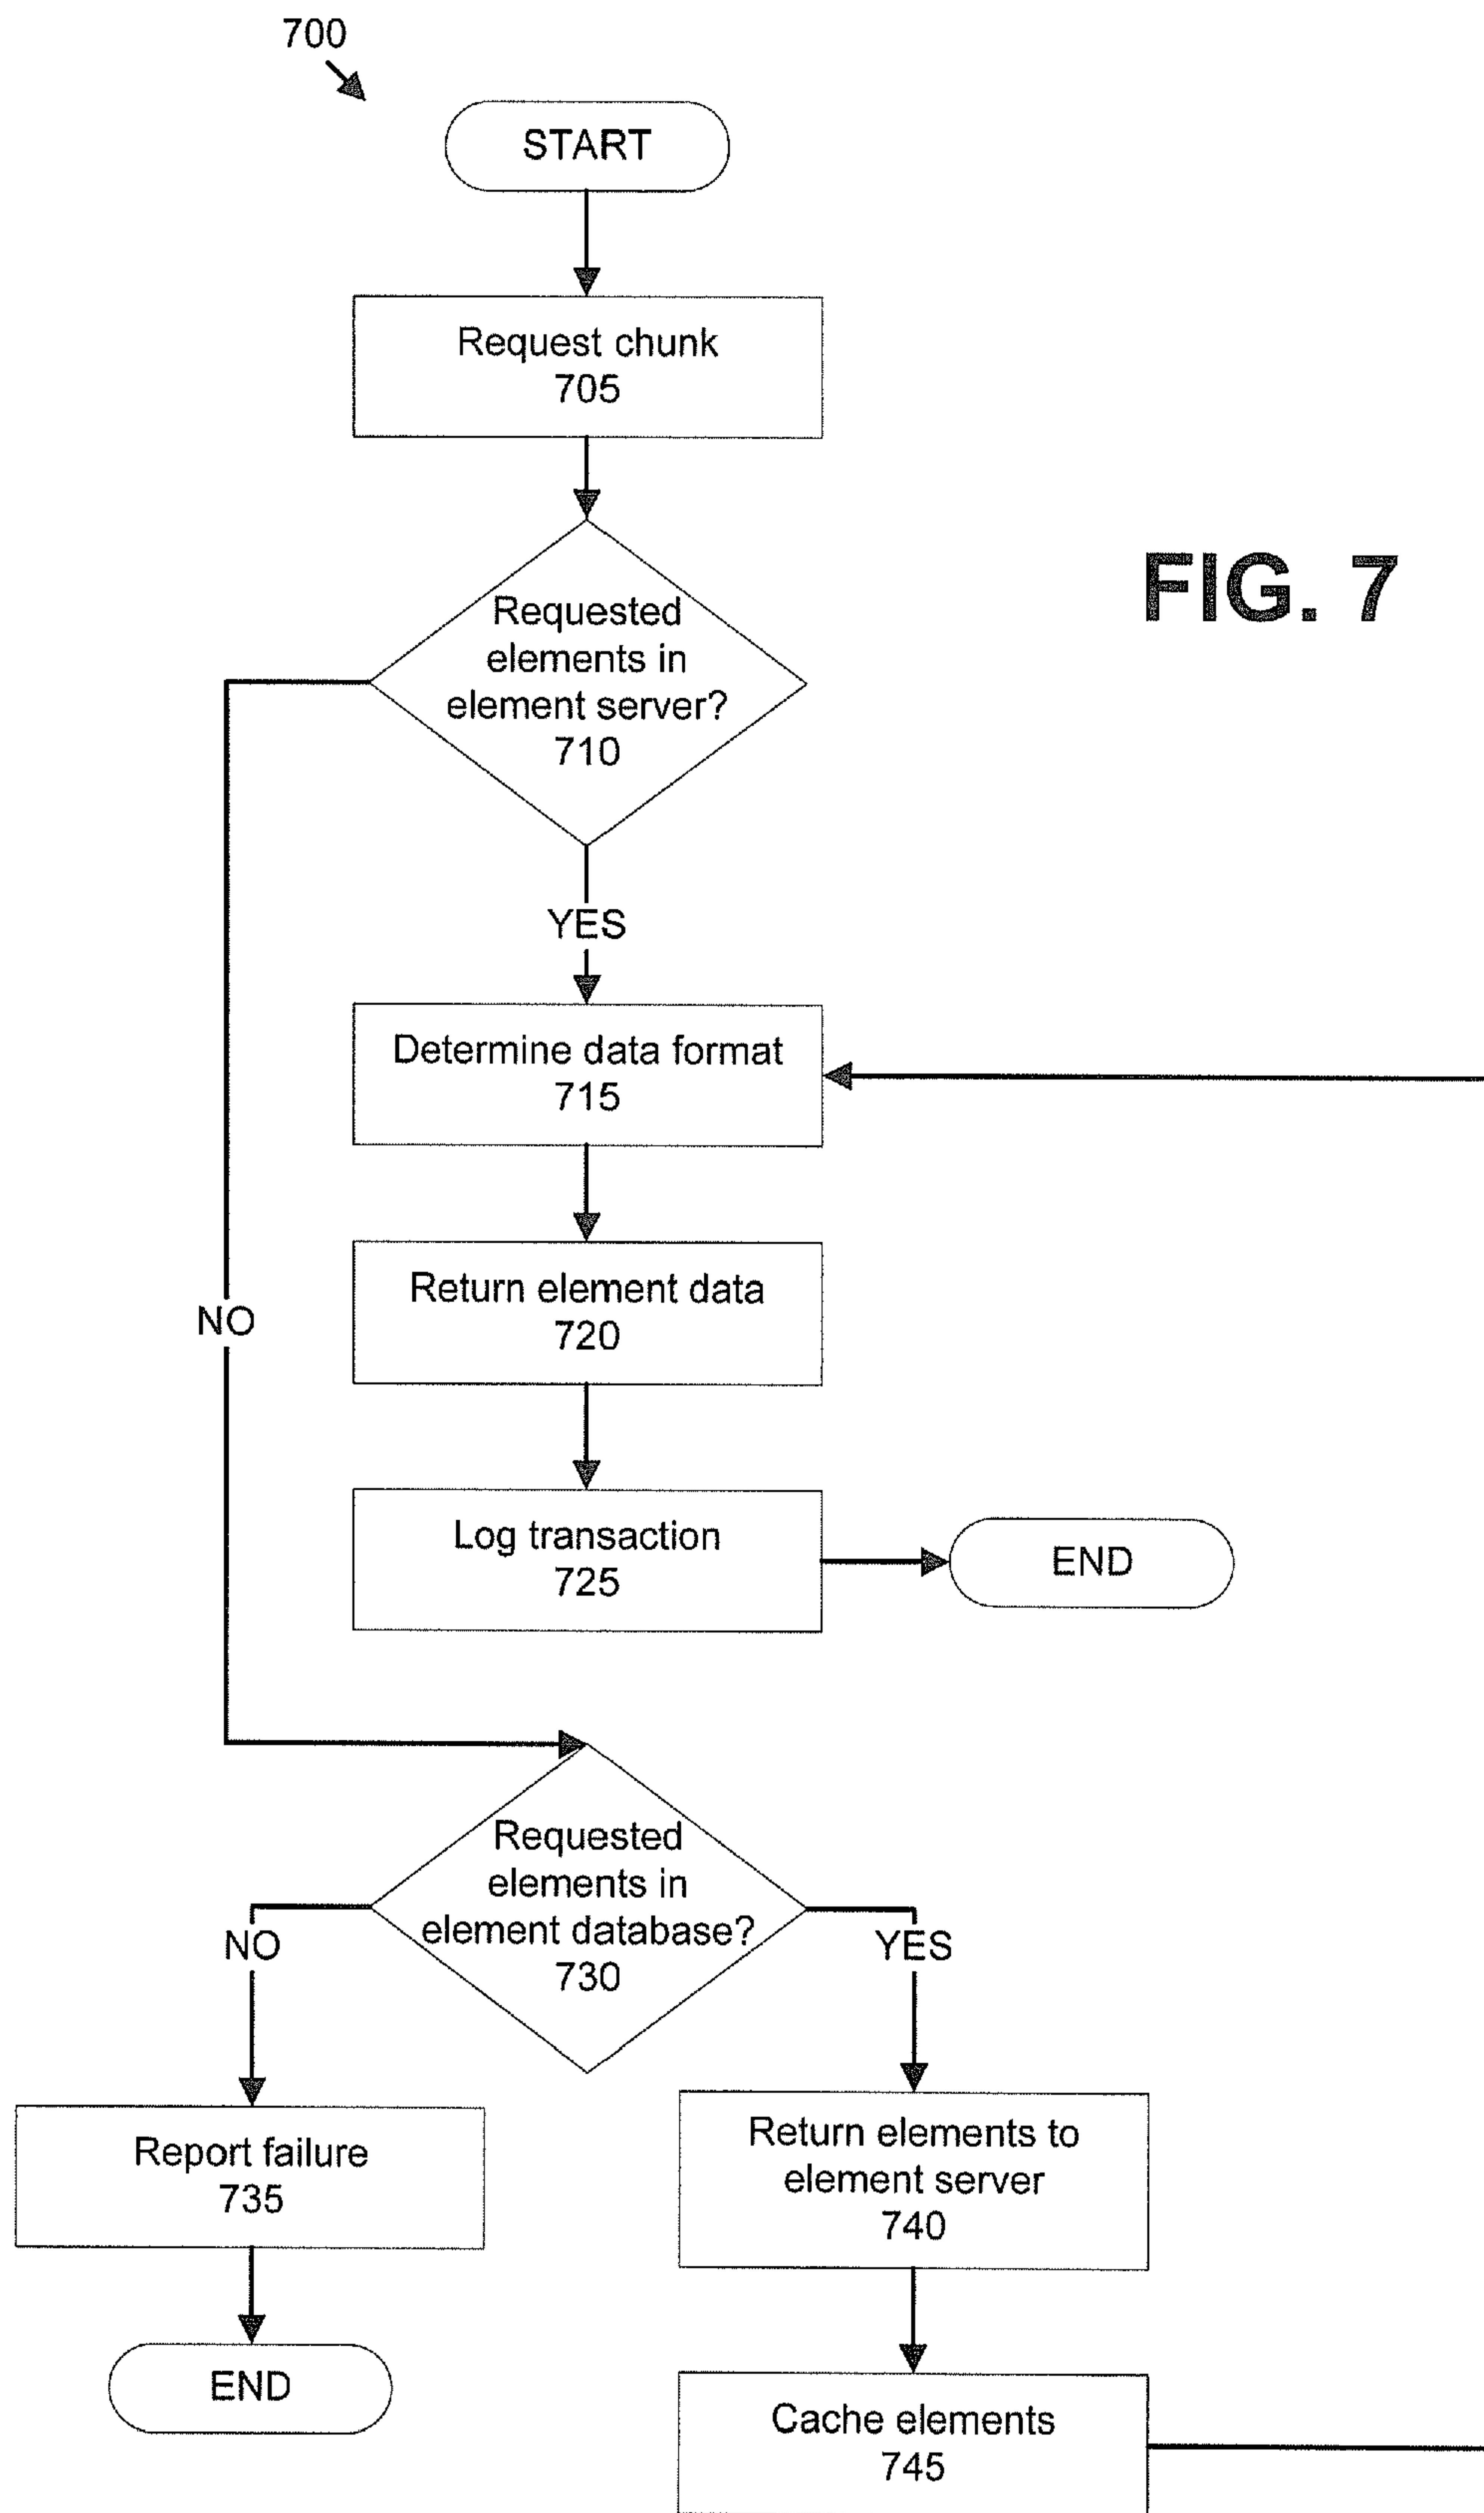 700
START
Request chunk
705
FIG. 7
Requested
elements in
element server?
710
YES
Determine data format
715
Return element data
720
NO
Log transaction
725
END
Requested
elements in
element database?
730
NO
YES
Report failure
735
Return elements to
element server
740
END
Cache elements
745